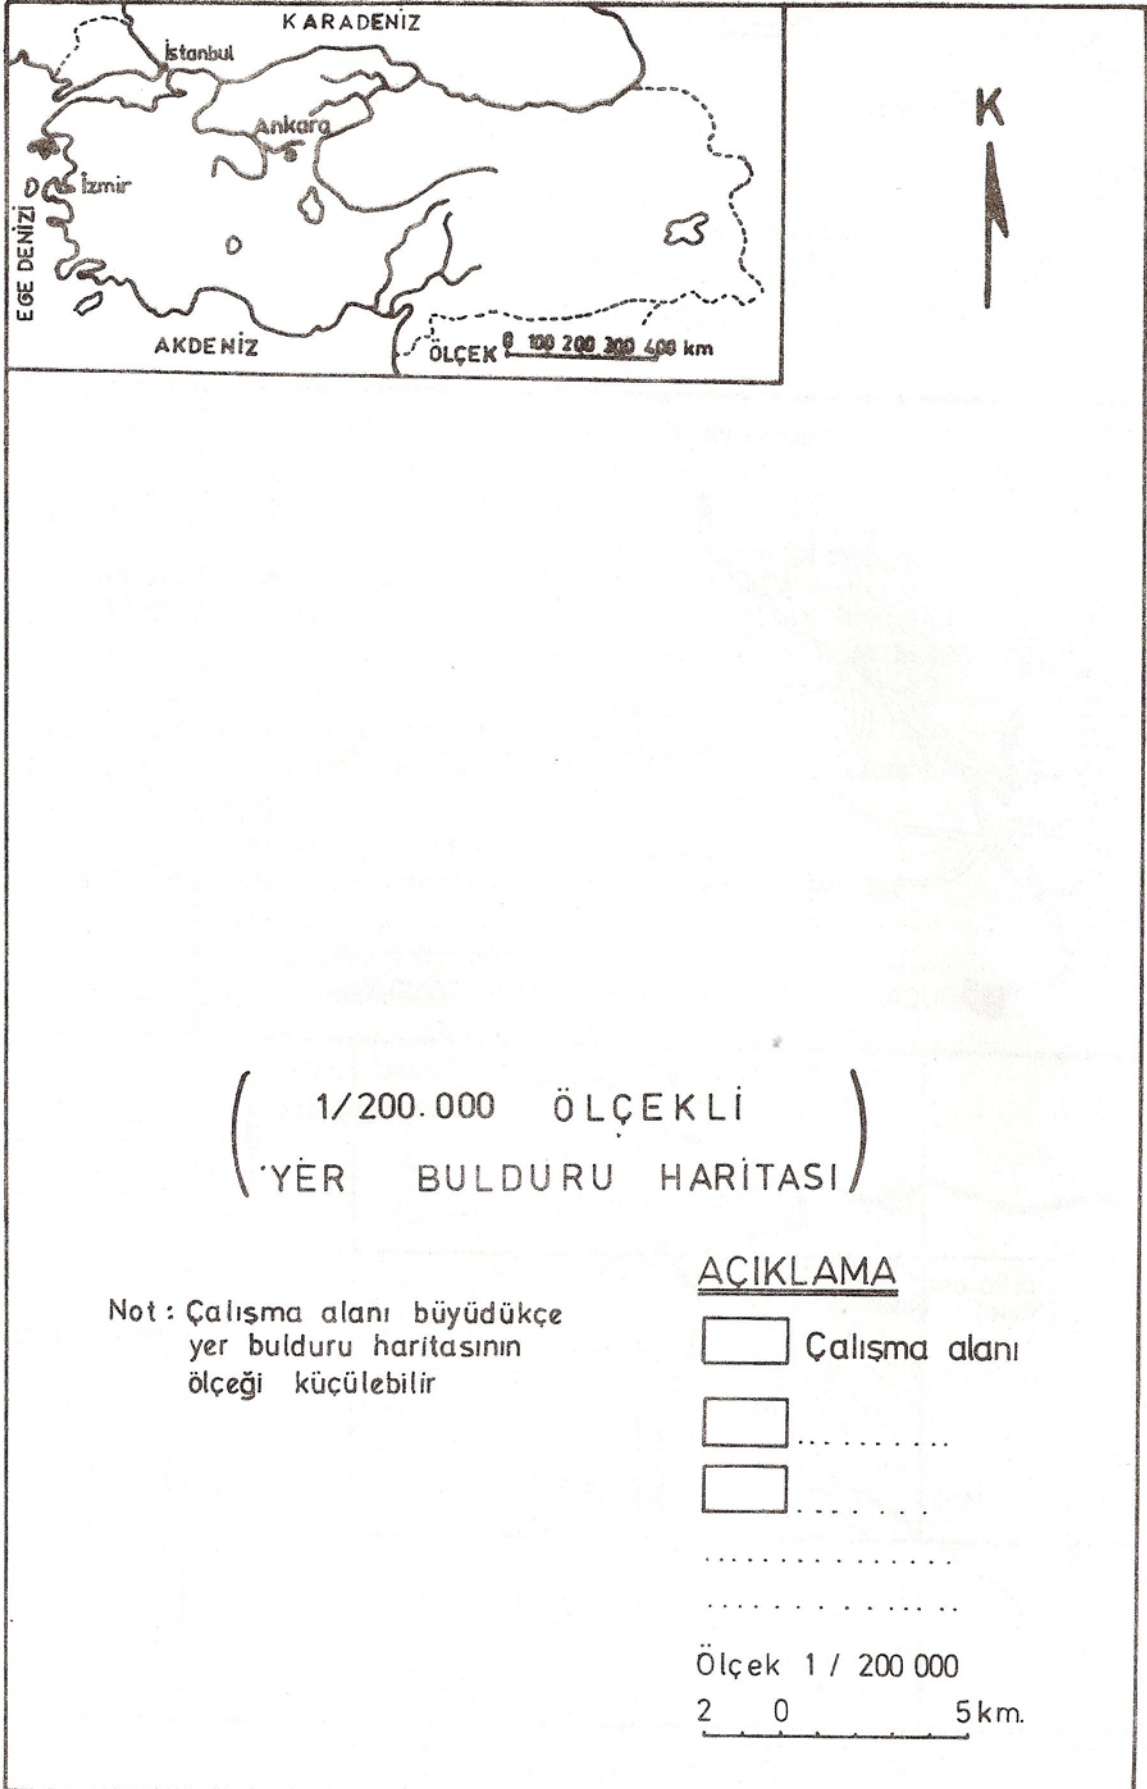 KARADENİZ
İstanbul
Ankara
İzmir
EGE DENİZİ
AKDENİZ
ÖLÇEK 0 100 200 300 400 km
K
1/200.000 ÖLÇEKLİ
YER BULDURU HARİTASI
AÇIKLAMA
Not : Çalışma alanı büyüdükçe
yer bulduru haritasının
ölçeği küçülebilir
Çalışma alanı
Ölçek 1 / 200 000
2 0 5 km.